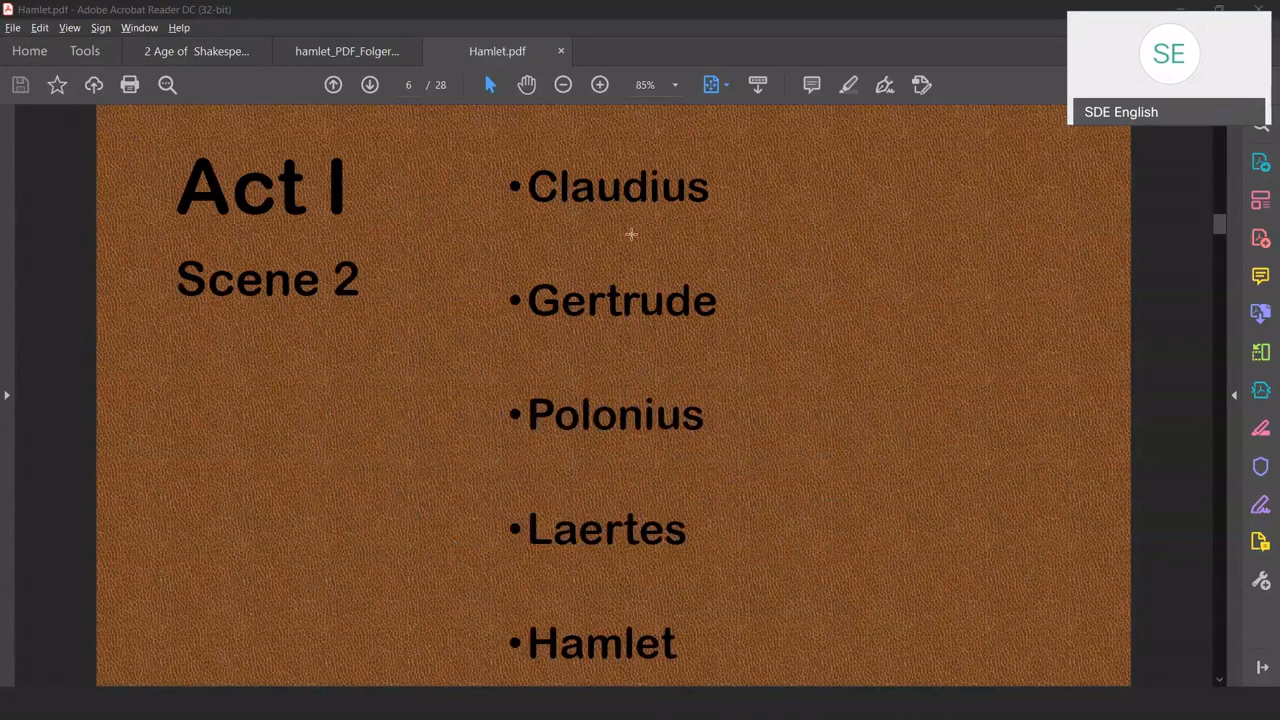 Hamlet.pdf - Adobe Acrobat Reader DC (32-bit)
File Edit View Sign Window Help
Home Tools 2 Age of Shakespe... hamlet_PDF_Folger... Hamlet.pdf ×
6 / 28 85%
SE
SDE English
Act I
Scene 2
• Claudius
• Gertrude
• Polonius
• Laertes
• Hamlet